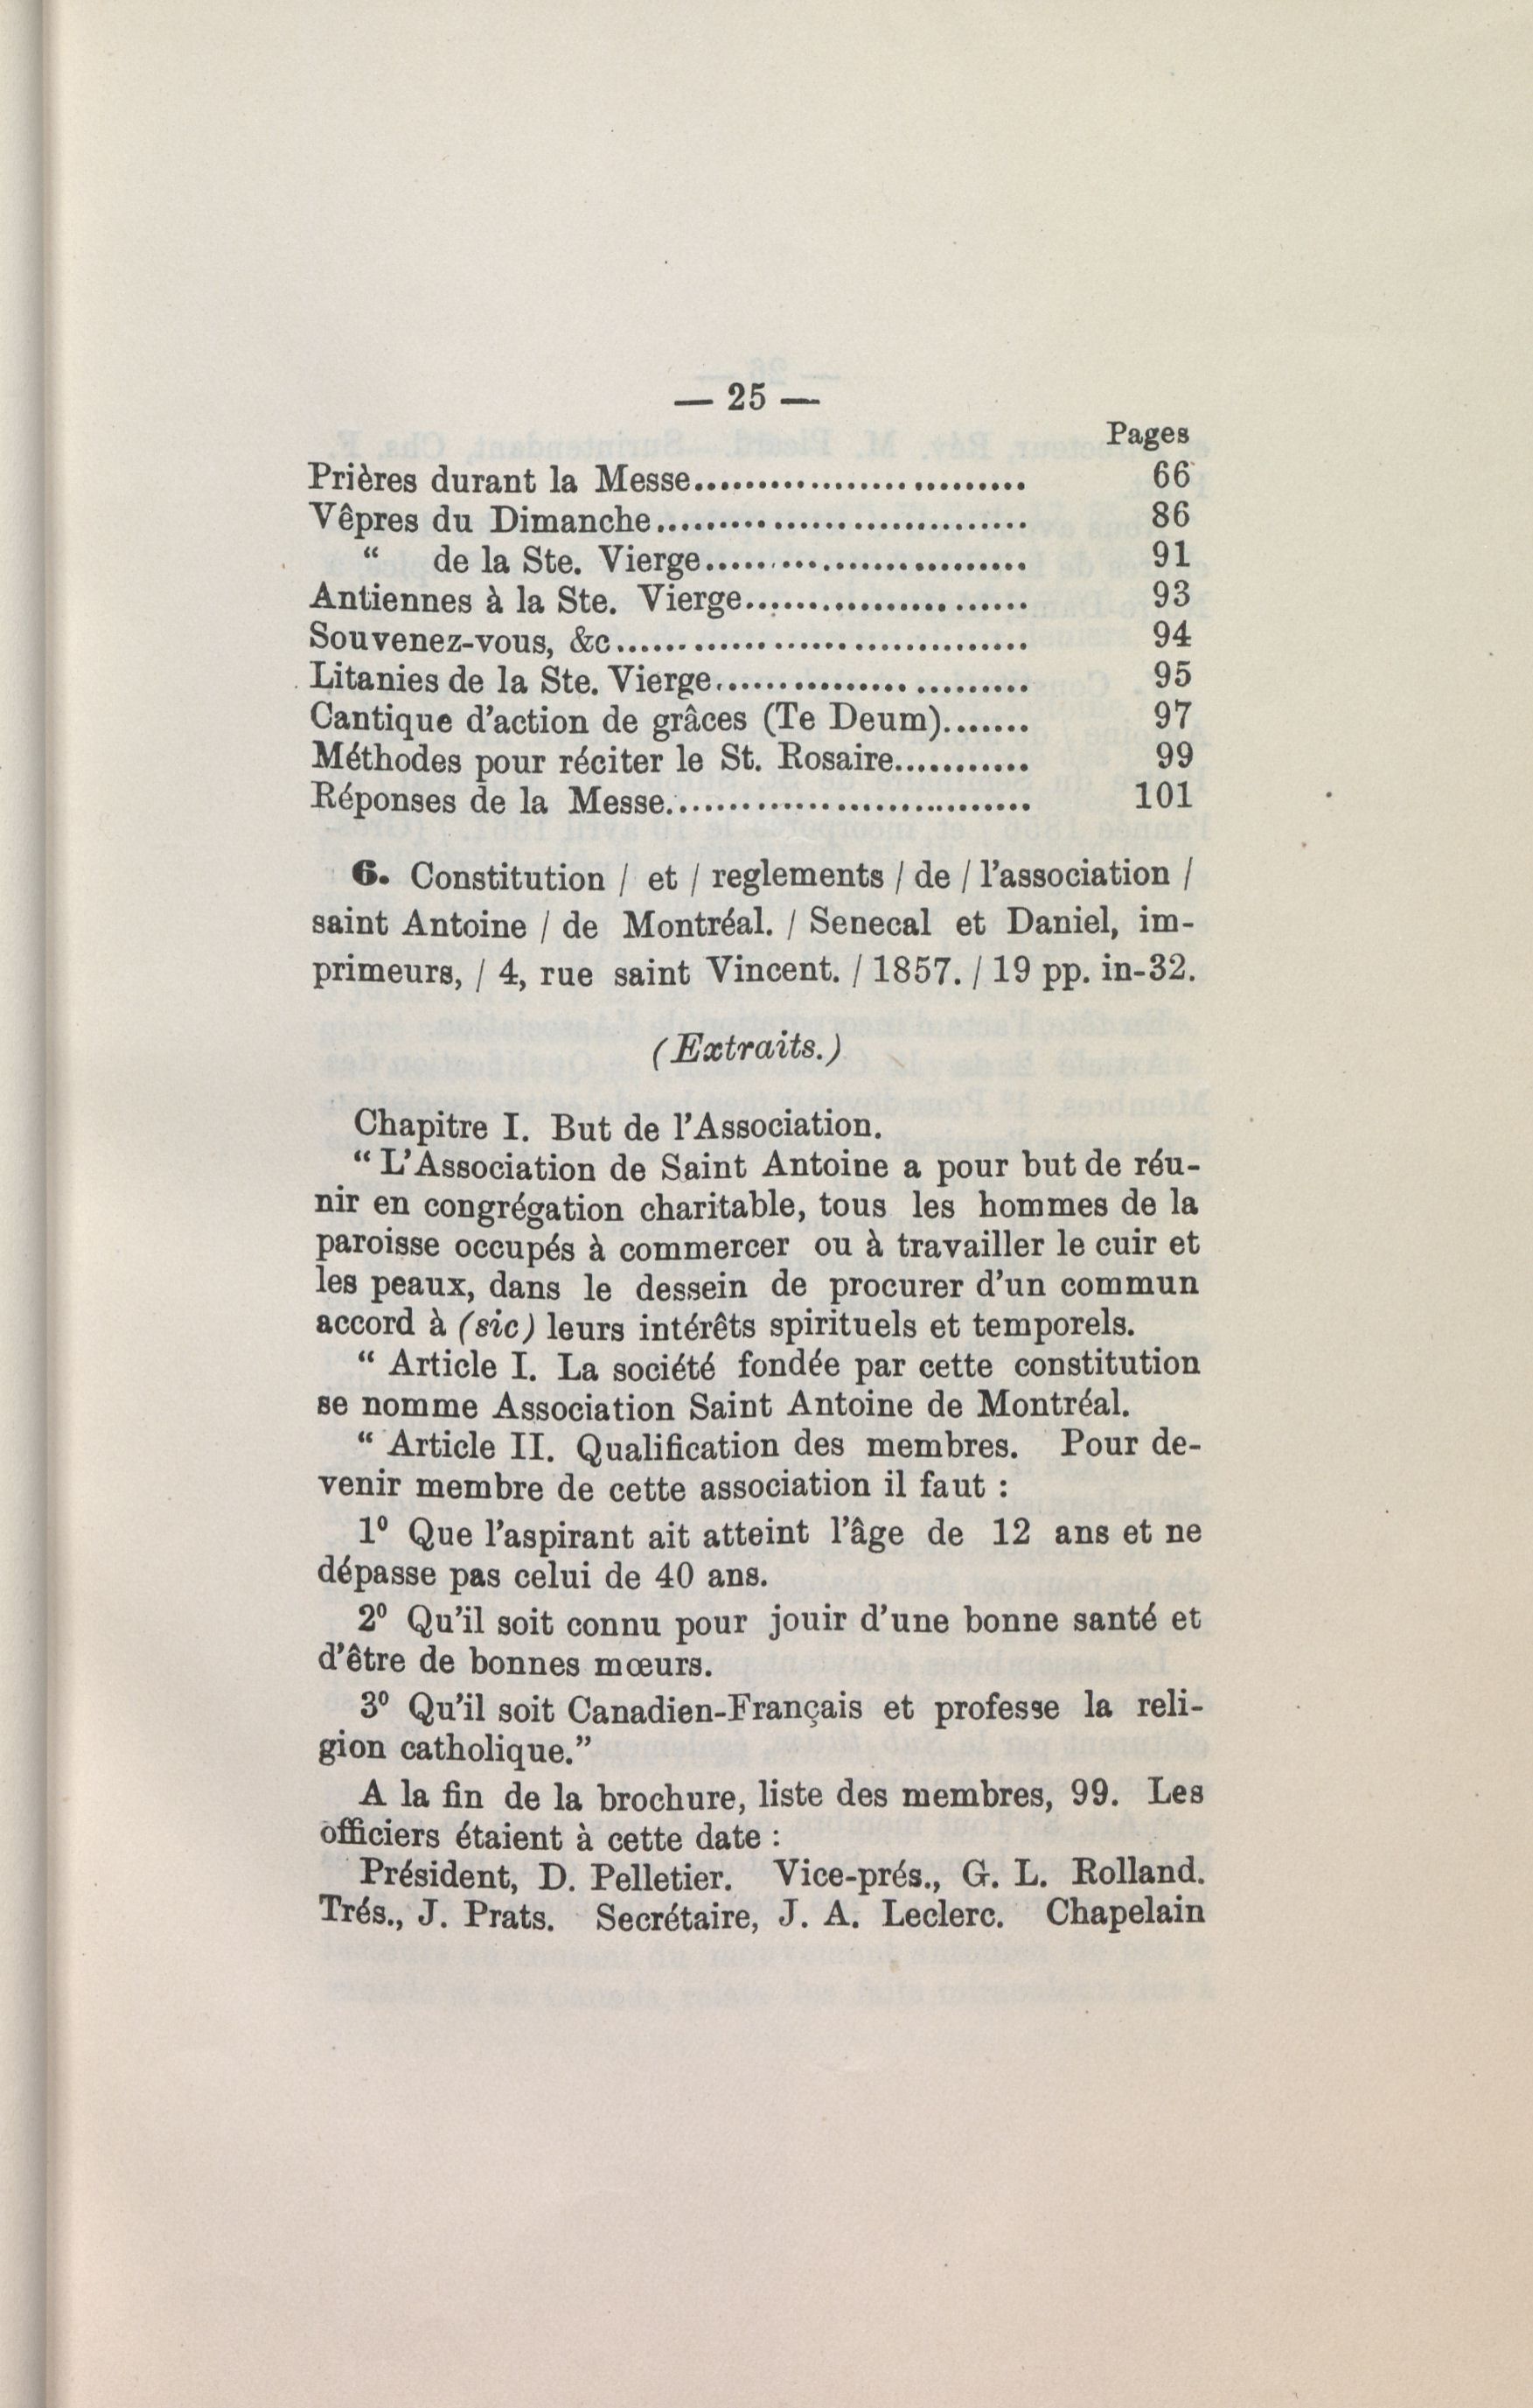 — 25 —
Pages
Prières durant la Messe.............................. 66
Vêpres du Dimanche.................................. 86
“ de la Ste. Vierge.............................. 91
Antiennes à la Ste. Vierge.......................... 93
Souvenez-vous, &c.................................... 94
Litanies de la Ste. Vierge............................ 95
Cantique d'action de grâces (Te Deum)....... 97
Méthodes pour réciter le St. Rosaire........... 99
Réponses de la Messe............................... 101
6. Constitution / et / reglements / de / l'association /
saint Antoine / de Montréal. / Senecal et Daniel, im-
primeurs, / 4, rue saint Vincent. / 1857. / 19 pp. in-32.
(Extraits.)
Chapitre I. But de l'Association.
“ L'Association de Saint Antoine a pour but de réu-
nir en congrégation charitable, tous les hommes de la
paroisse occupés à commercer ou à travailler le cuir et
les peaux, dans le dessein de procurer d'un commun
accord à (sic) leurs intérêts spirituels et temporels.
“ Article I. La société fondée par cette constitution
se nomme Association Saint Antoine de Montréal.
“ Article II. Qualification des membres. Pour de-
venir membre de cette association il faut :
1⁰ Que l'aspirant ait atteint l'âge de 12 ans et ne
dépasse pas celui de 40 ans.
2⁰ Qu'il soit connu pour jouir d'une bonne santé et
d'être de bonnes mœurs.
3⁰ Qu'il soit Canadien-Français et professe la reli-
gion catholique.”
A la fin de la brochure, liste des membres, 99. Les
officiers étaient à cette date :
Président, D. Pelletier. Vice-prés., G. L. Rolland.
Trés., J. Prats. Secrétaire, J. A. Leclerc. Chapelain